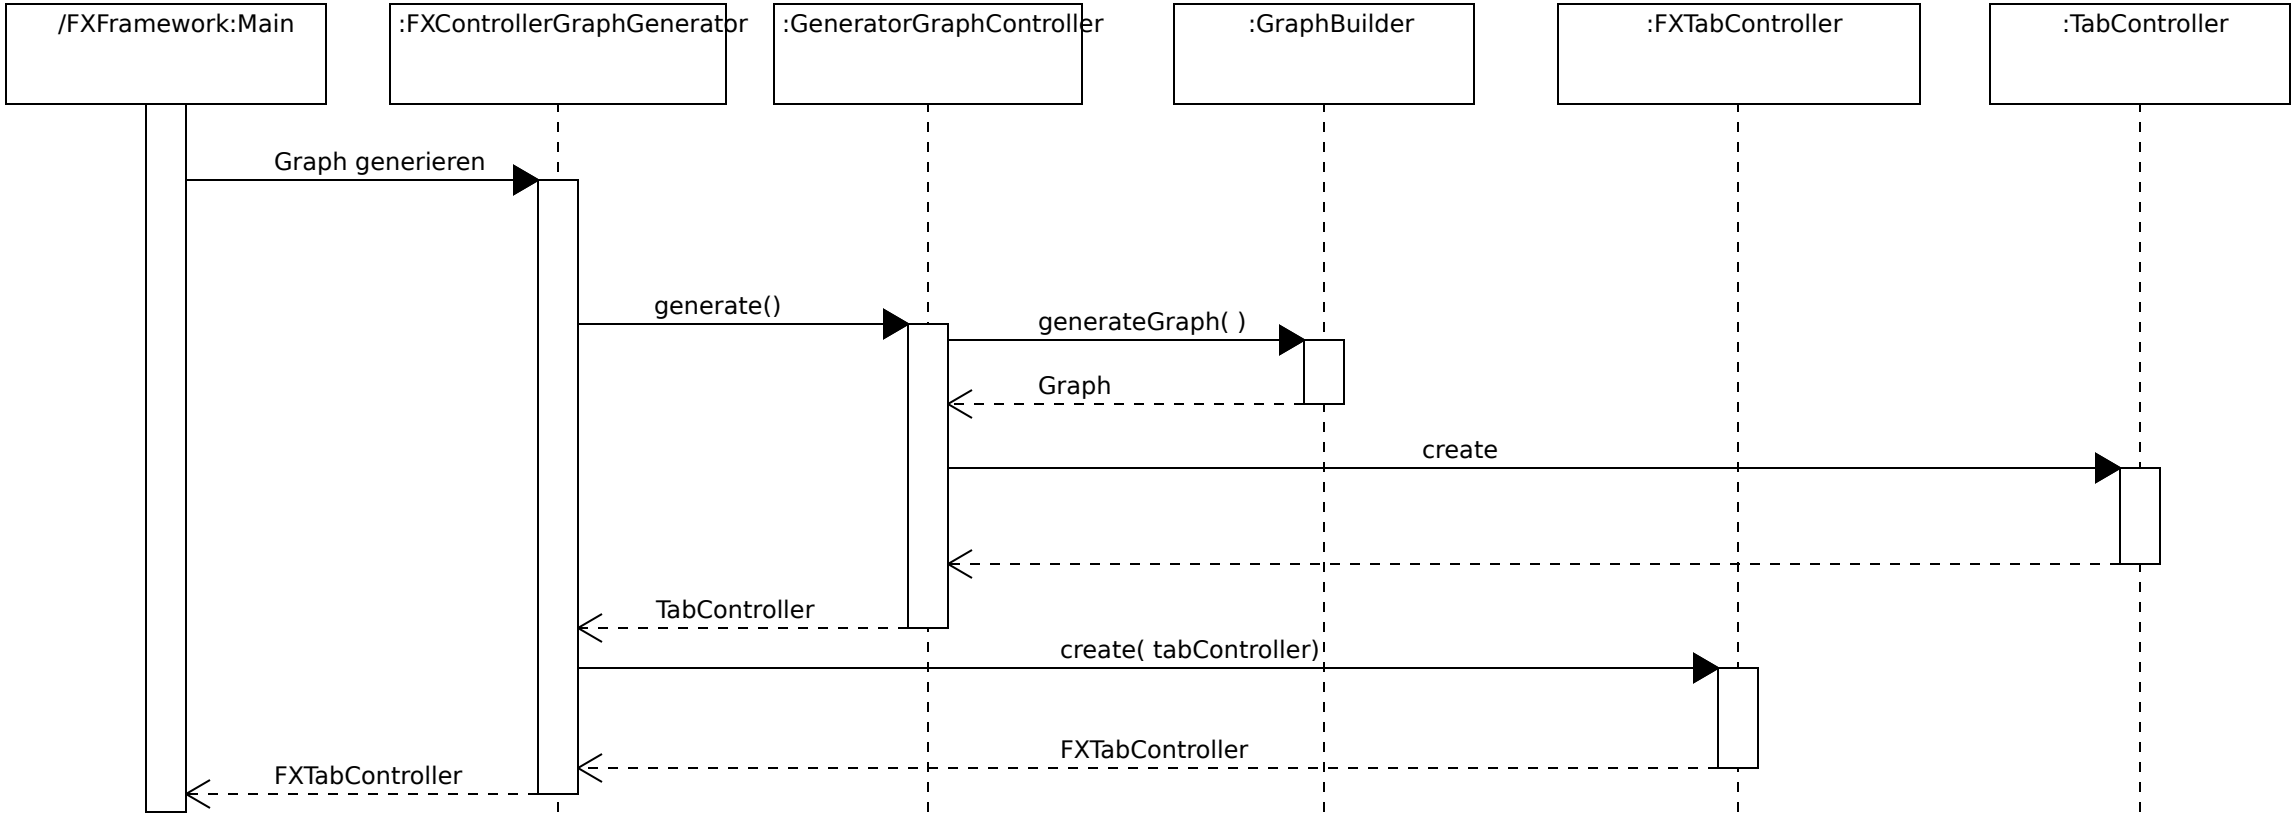 /FXFramework:Main
:FXControllerGraphGenerator
:GeneratorGraphController
:GraphBuilder
:FXTabController
:TabController
Graph generieren
generate()
generateGraph( )
Graph
create
TabController
create( tabController)
FXTabController
FXTabController